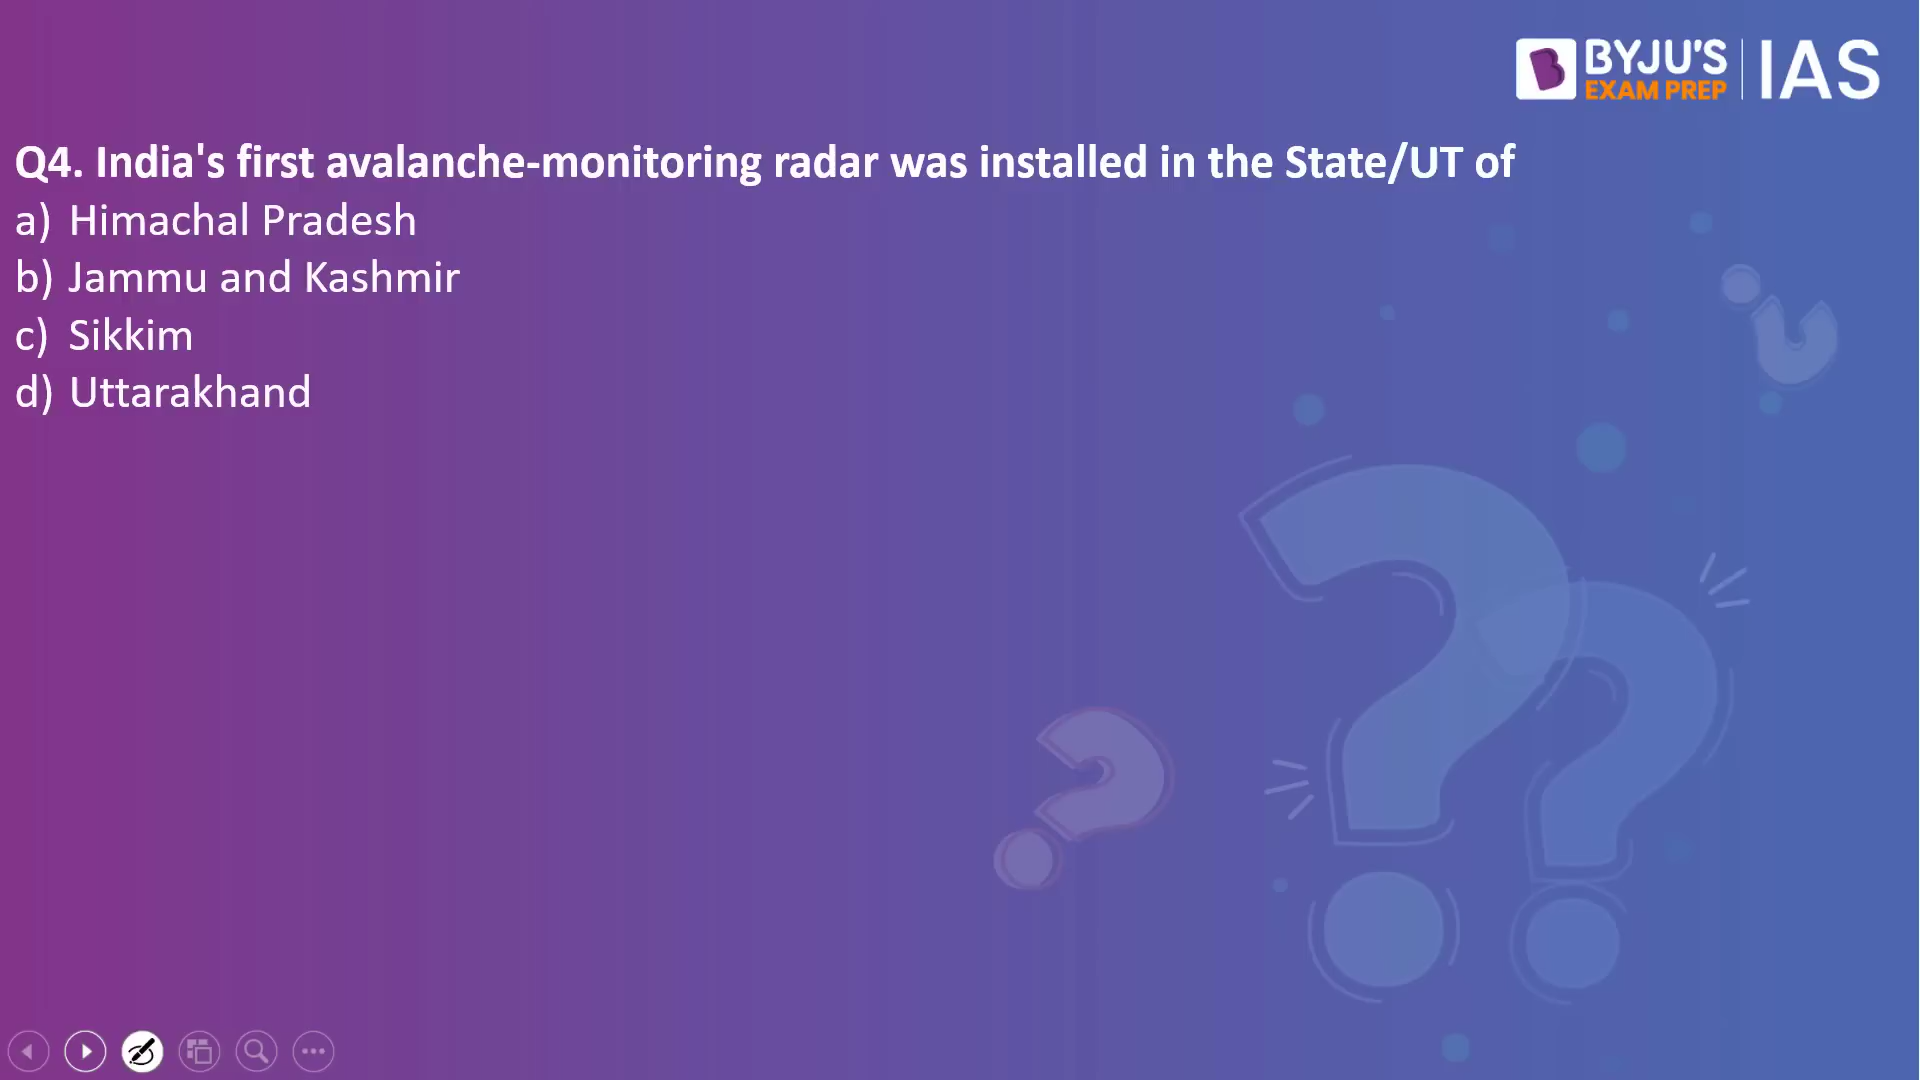 BYJU'S
EXAM PREP
IAS
Q4. India's first avalanche-monitoring radar was installed in the State/UT of
a) Himachal Pradesh
b) Jammu and Kashmir
c) Sikkim
d) Uttarakhand